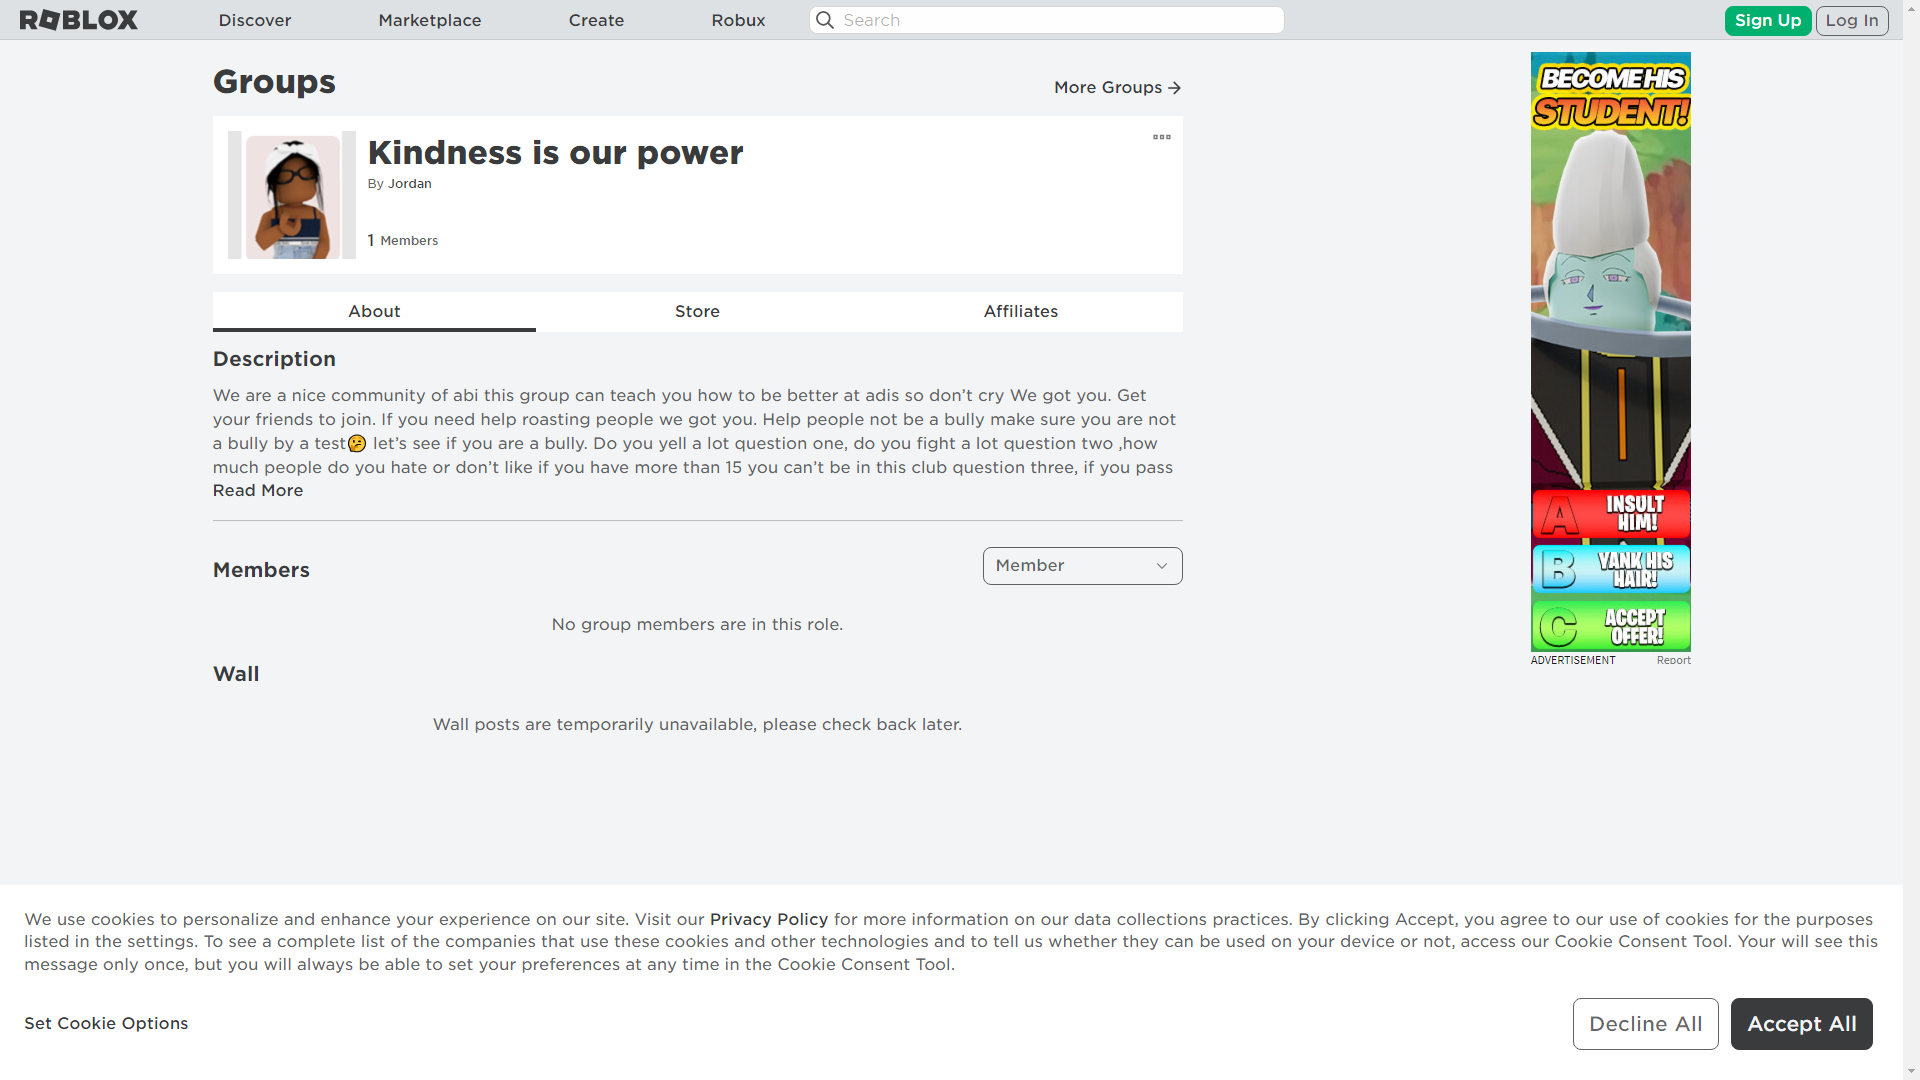 ROBLOX
Discover
Marketplace
Create
Robux
Search
Sign Up
Log In
Groups
More Groups
Kindness is our power
By Jordan
1 Members
About
Store
Affiliates
Description
We are a nice community of abi this group can teach you how to be better at adis so don’t cry We got you. Get
your friends to join. If you need help roasting people we got you. Help people not be a bully make sure you are not
a bully by a test🤔 let’s see if you are a bully. Do you yell a lot question one, do you fight a lot question two ,how
much people do you hate or don’t like if you have more than 15 you can’t be in this club question three, if you pass
Read More
Members
Member
No group members are in this role.
Wall
Wall posts are temporarily unavailable, please check back later.
BECOME HIS
STUDENT!
A INSULT
HIM!
B YANK HIS
HAIR!
C ACCEPT
OFFER!
ADVERTISEMENT
Report
We use cookies to personalize and enhance your experience on our site. Visit our Privacy Policy for more information on our data collections practices. By clicking Accept, you agree to our use of cookies for the purposes
listed in the settings. To see a complete list of the companies that use these cookies and other technologies and to tell us whether they can be used on your device or not, access our Cookie Consent Tool. Your will see this
message only once, but you will always be able to set your preferences at any time in the Cookie Consent Tool.
Set Cookie Options
Decline All
Accept All